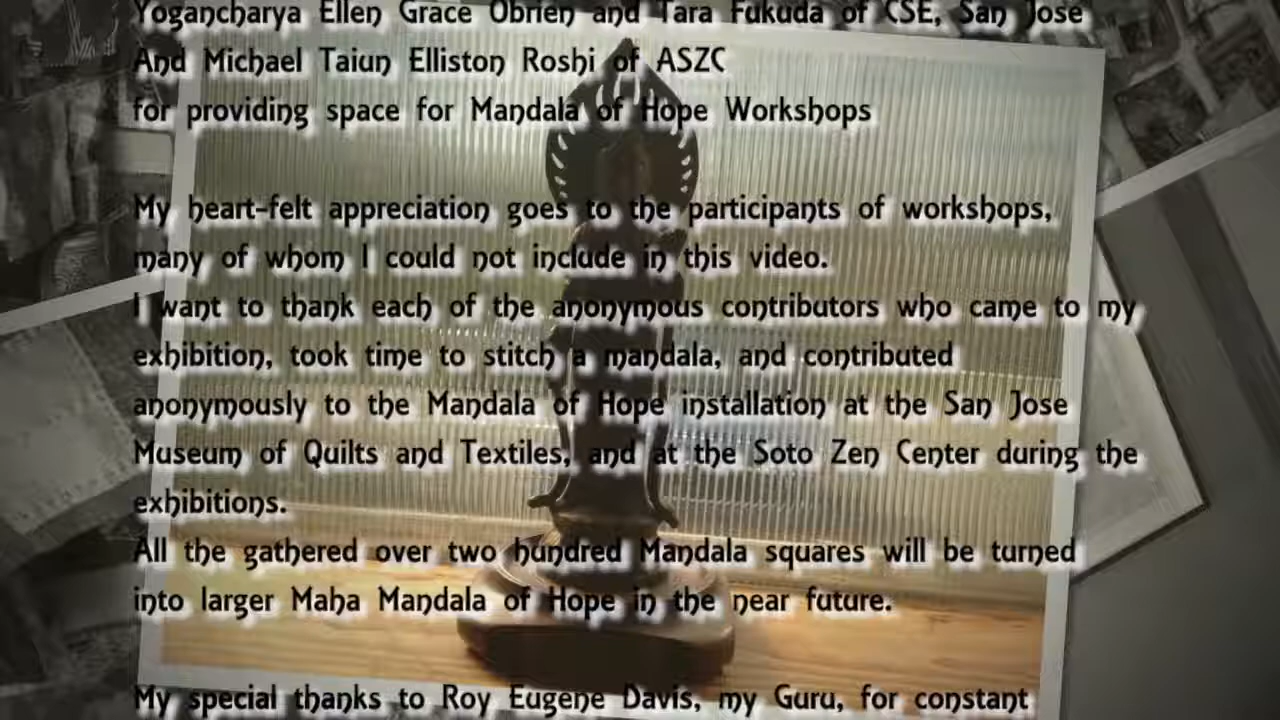 Yogancharya Ellen Grace Obrien and Tara Fukuda of CSE, San Jose
And Michael Taiun Elliston Roshi of ASZC
for providing space for Mandala of Hope Workshops
My heart-felt appreciation goes to the participants of workshops,
many of whom I could not include in this video.
I want to thank each of the anonymous contributors who came to my
exhibition, took time to stitch a mandala, and contributed
anonymously to the Mandala of Hope installation at the San Jose
Museum of Quilts and Textiles, and at the Soto Zen Center during the
exhibitions.
All the gathered over two hundred Mandala squares will be turned
into larger Maha Mandala of Hope in the near future.
My special thanks to Roy Eugene Davis, my Guru, for constant